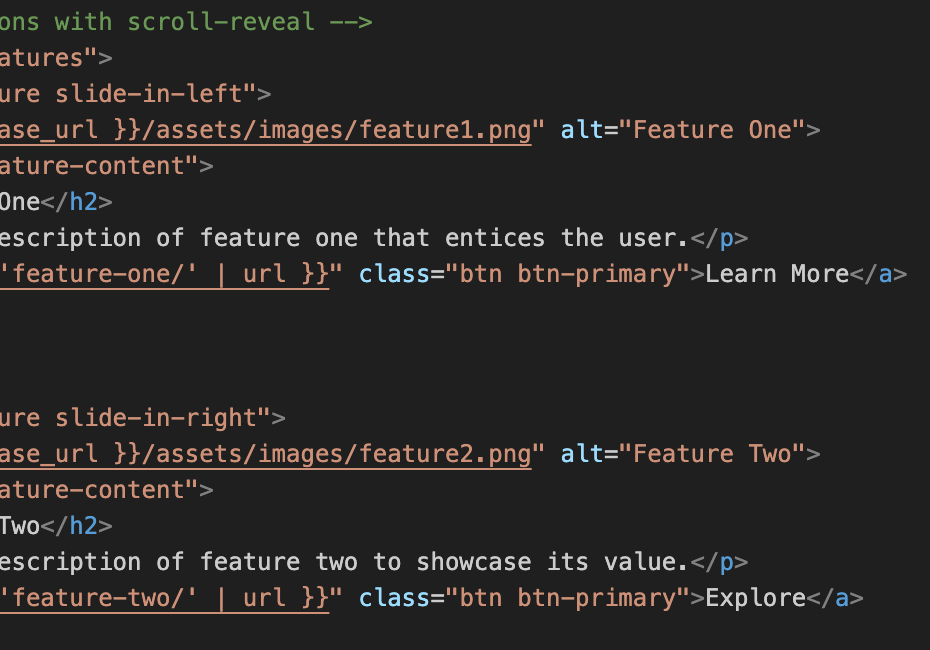 ons with scroll-reveal -->
atures">
ure slide-in-left">
ase_url }}/assets/images/feature1.png" alt="Feature One">
ature-content">
One</h2>
escription of feature one that entices the user.</p>
'feature-one/' | url }}" class="btn btn-primary">Learn More</a>
ure slide-in-right">
ase_url }}/assets/images/feature2.png" alt="Feature Two">
ature-content">
Two</h2>
escription of feature two to showcase its value.</p>
'feature-two/' | url }}" class="btn btn-primary">Explore</a>